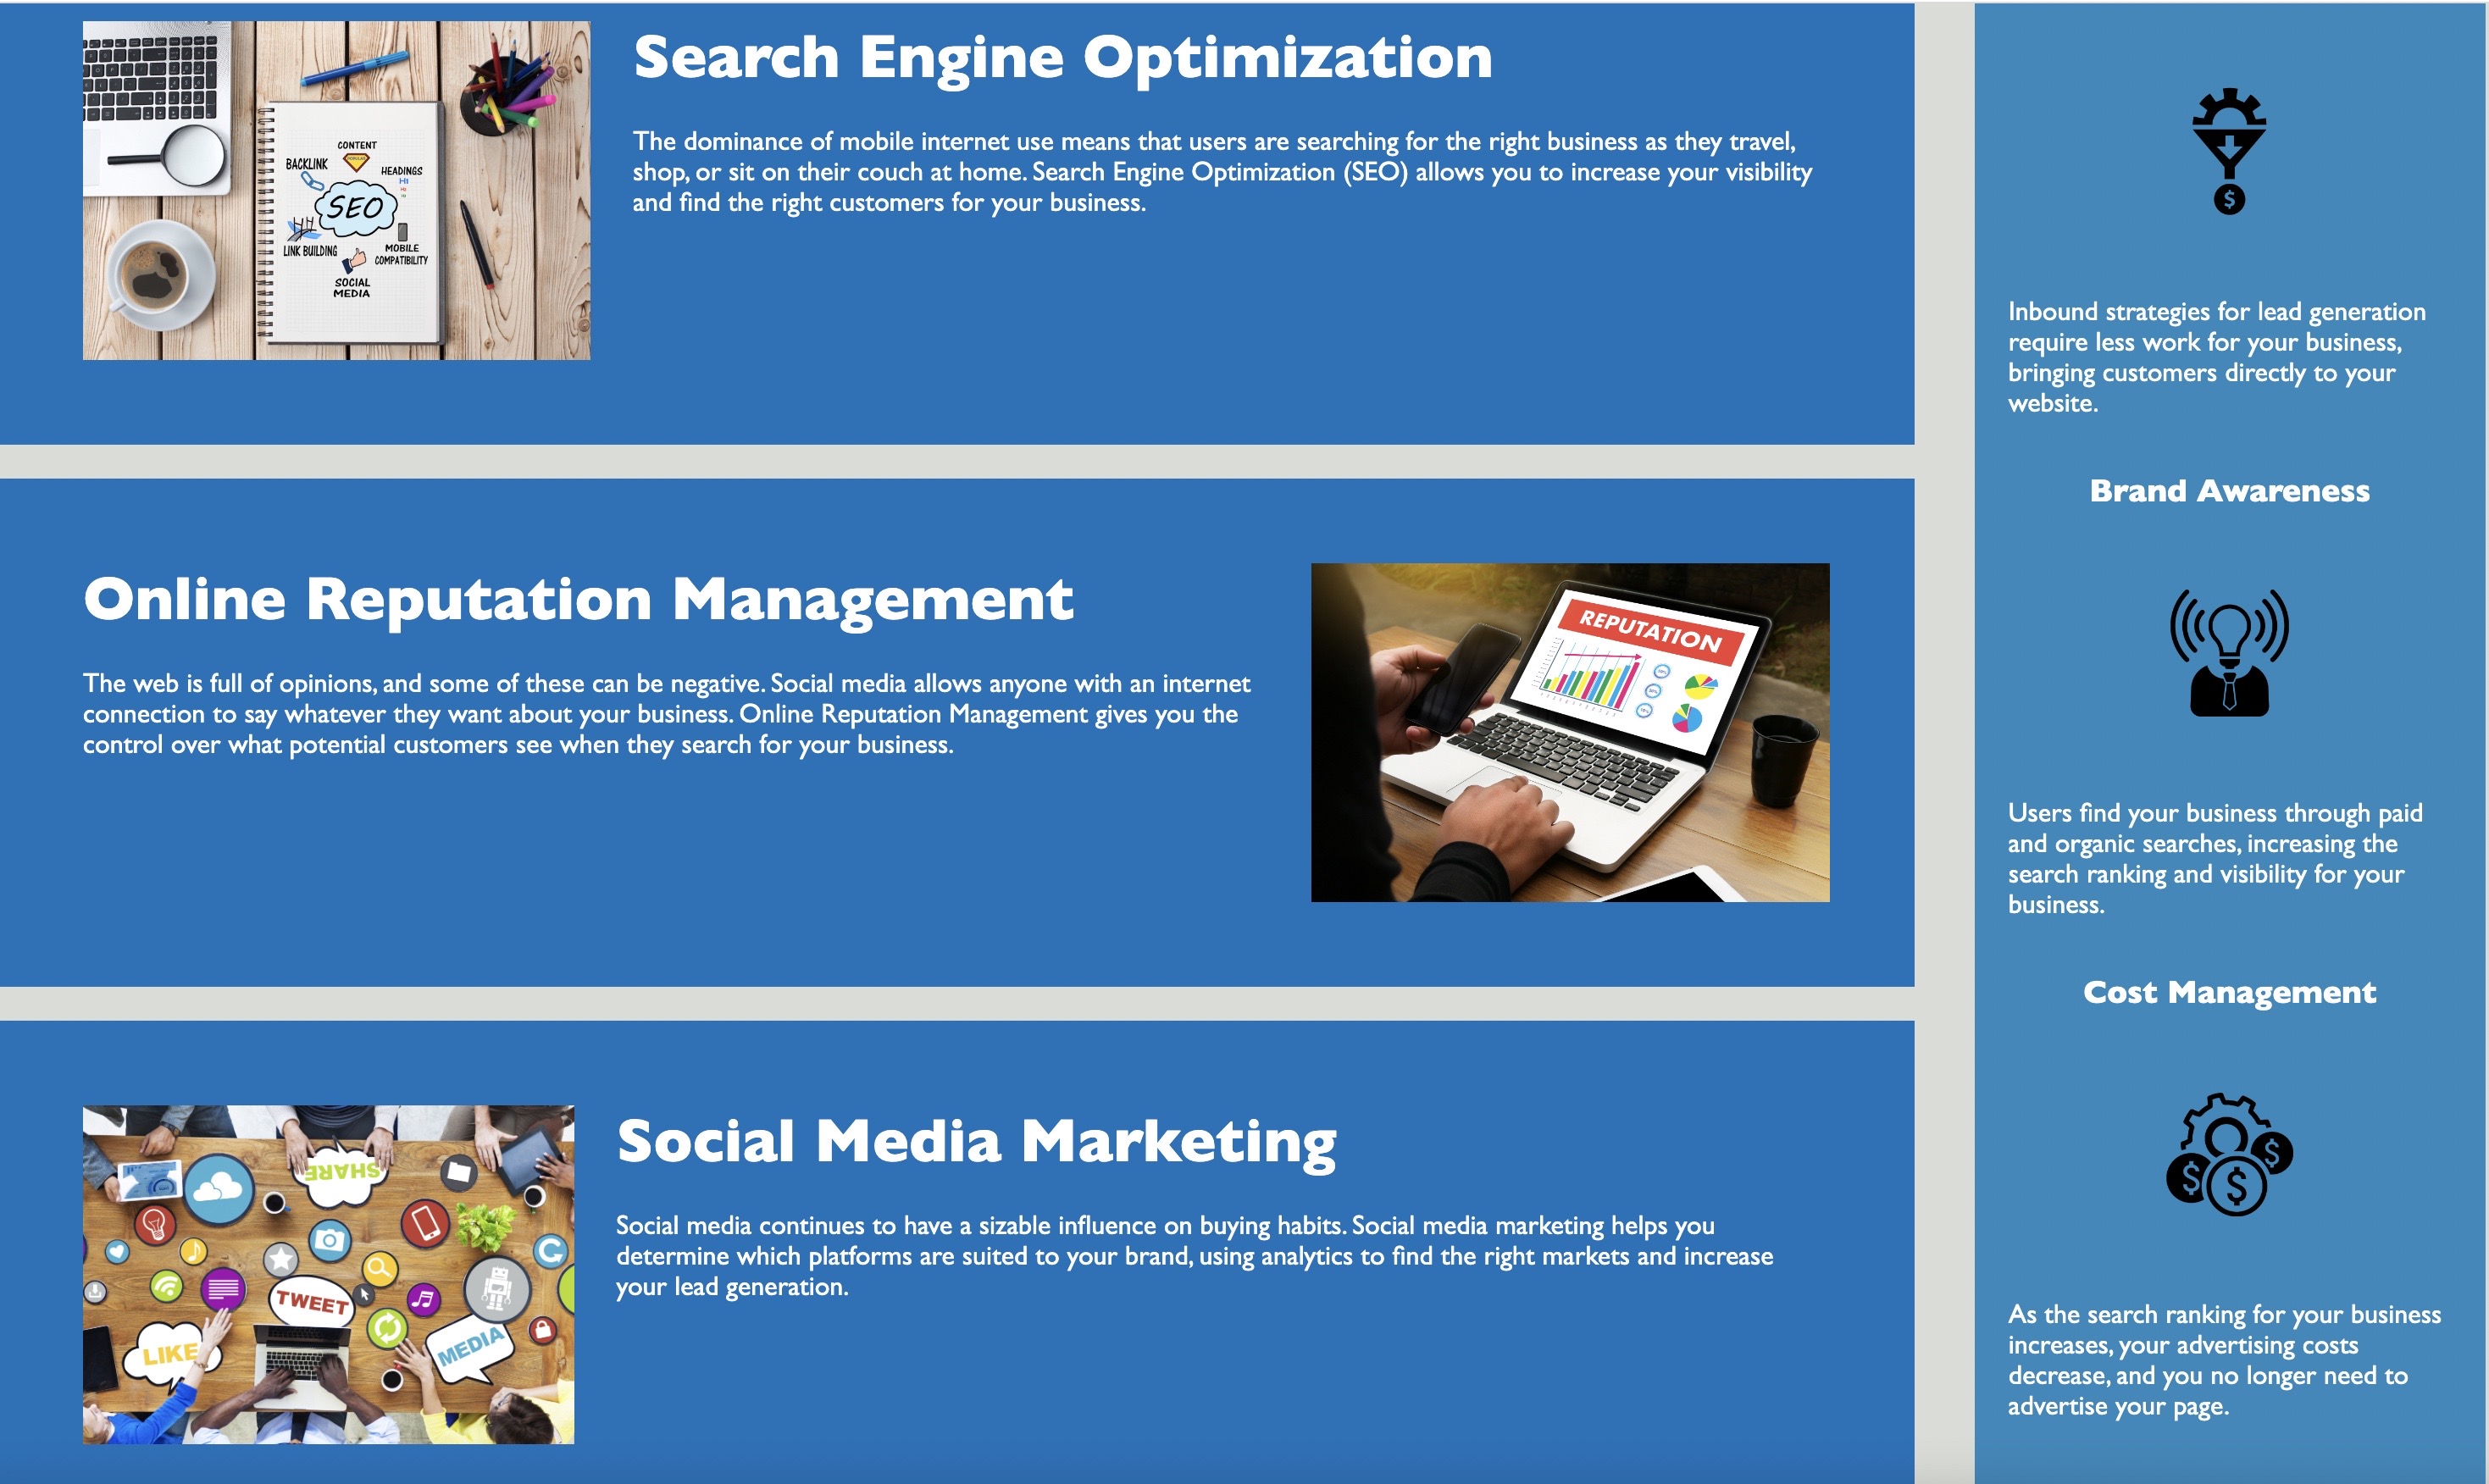 Search Engine Optimization
The dominance of mobile internet use means that users are searching for the right business as they travel,
shop, or sit on their couch at home. Search Engine Optimization (SEO) allows you to increase your visibility
and find the right customers for your business.
CONTENT
BACKLINK
HEADINGS
H1
SEO
LINK BUILDING
MOBILE
COMPATIBILITY
SOCIAL
MEDIA
Online Reputation Management
The web is full of opinions, and some of these can be negative. Social media allows anyone with an internet
connection to say whatever they want about your business. Online Reputation Management gives you the
control over what potential customers see when they search for your business.
REPUTATION
Social Media Marketing
Social media continues to have a sizable influence on buying habits. Social media marketing helps you
determine which platforms are suited to your brand, using analytics to find the right markets and increase
your lead generation.
SHARE
TWEET
LIKE
MEDIA
$
Inbound strategies for lead generation
require less work for your business,
bringing customers directly to your
website.
Brand Awareness
Users find your business through paid
and organic searches, increasing the
search ranking and visibility for your
business.
Cost Management
$ $ $
As the search ranking for your business
increases, your advertising costs
decrease, and you no longer need to
advertise your page.